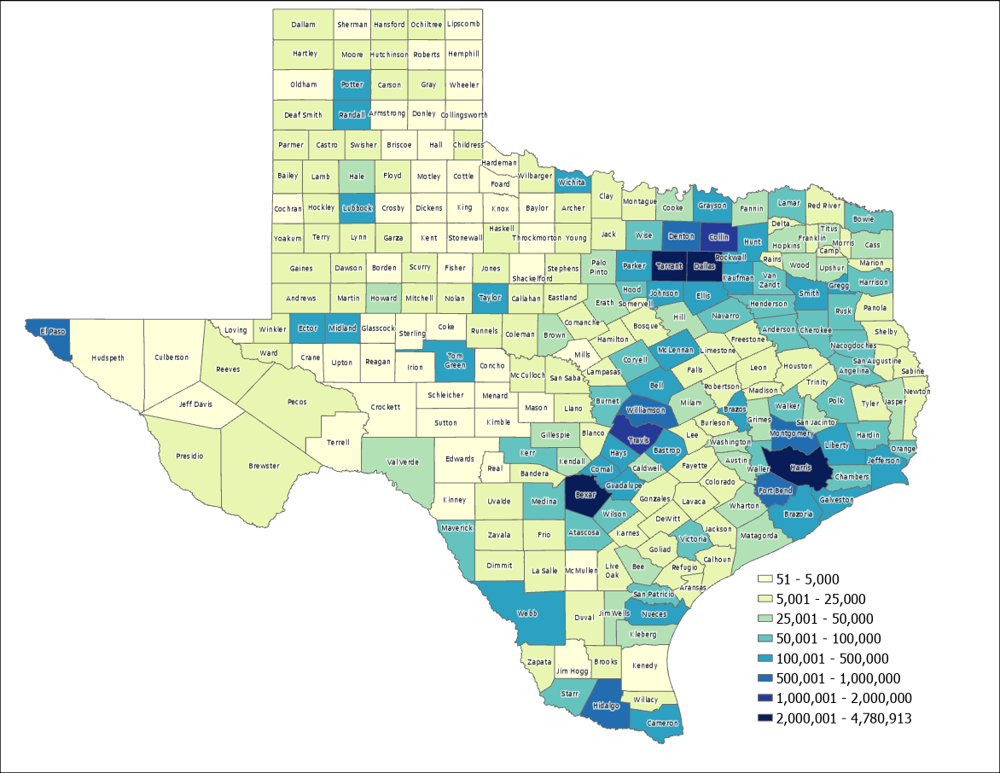 Dallam Sherman Hansford Ochiltree Lipscomb
Hartley Moore Hutchinson Roberts Hemphill
Oldham Potter Carson Gray Wheeler
Deaf Smith Randall Armstrong Donley Collingsworth
Parmer Castro Swisher Briscoe Hall Childress
Hardeman
Bailey Lamb Hale Floyd Motley Cottle Foard Wilbarger Wichita
Clay Montague Cooke Grayson Fannin Lamar Red River Bowie
Cochran Hockley Lubbock Crosby Dickens King Knox Baylor Archer
Delta Titus
Yoakum Terry Lynn Garza Kent Stonewall Haskell Throckmorton Young Jack Wise Denton Collin Hunt Hopkins Franklin Morris Cass
Camp
Gaines Dawson Borden Scurry Fisher Jones Shackelford Stephens Palo
Pinto Parker Tarrant Dallas Rockwall Rains Wood Upshur Marion
Kaufman Van
Zandt Smith Gregg Harrison
Andrews Martin Howard Mitchell Nolan Taylor Callahan Eastland Erath Hood Somervell Johnson Ellis Henderson Rusk Panola
Hill Navarro
El Paso Hudspeth Culberson Loving Winkler Ector Midland Glasscock Sterling Coke Runnels Coleman Brown Comanche Bosque Hamilton Freestone Anderson Cherokee Shelby
Nacogdoches
Reeves Ward Crane Upton Reagan Irion Tom
Green Concho McCulloch San Saba Mills Lampasas Coryell McLennan Limestone Falls Leon Houston Angelina San Augustine Sabine
Jeff Davis Pecos Crockett Schleicher Menard Mason Llano Burnet Bell Robertson Madison Trinity Polk Tyler Jasper Newton
Williamson Milam Brazos Walker
Terrell Sutton Kimble Gillespie Blanco Travis Burleson Grimes San Jacinto Hardin
Lee Montgomery
Presidio Brewster Val Verde Edwards Kerr Kendall Hays Bastrop Washington Liberty Orange
Real Bandera Comal Caldwell Fayette Austin Waller Harris Jefferson
Chambers
Kinney Uvalde Medina Bexar Guadalupe Gonzales Colorado Fort Bend Galveston
Lavaca Wharton Brazoria
Maverick Zavala Frio Atascosa Wilson Karnes DeWitt Jackson Matagorda
Victoria
Goliad
Dimmit La Salle McMullen Live
Oak Bee Refugio Calhoun
Aransas
San Patricio
Webb Duval Jim Wells Nueces
Kleberg
Zapata Jim Hogg Brooks Kenedy
Starr Hidalgo Willacy
Cameron
51 - 5,000
5,001 - 25,000
25,001 - 50,000
50,001 - 100,000
100,001 - 500,000
500,001 - 1,000,000
1,000,001 - 2,000,000
2,000,001 - 4,780,913